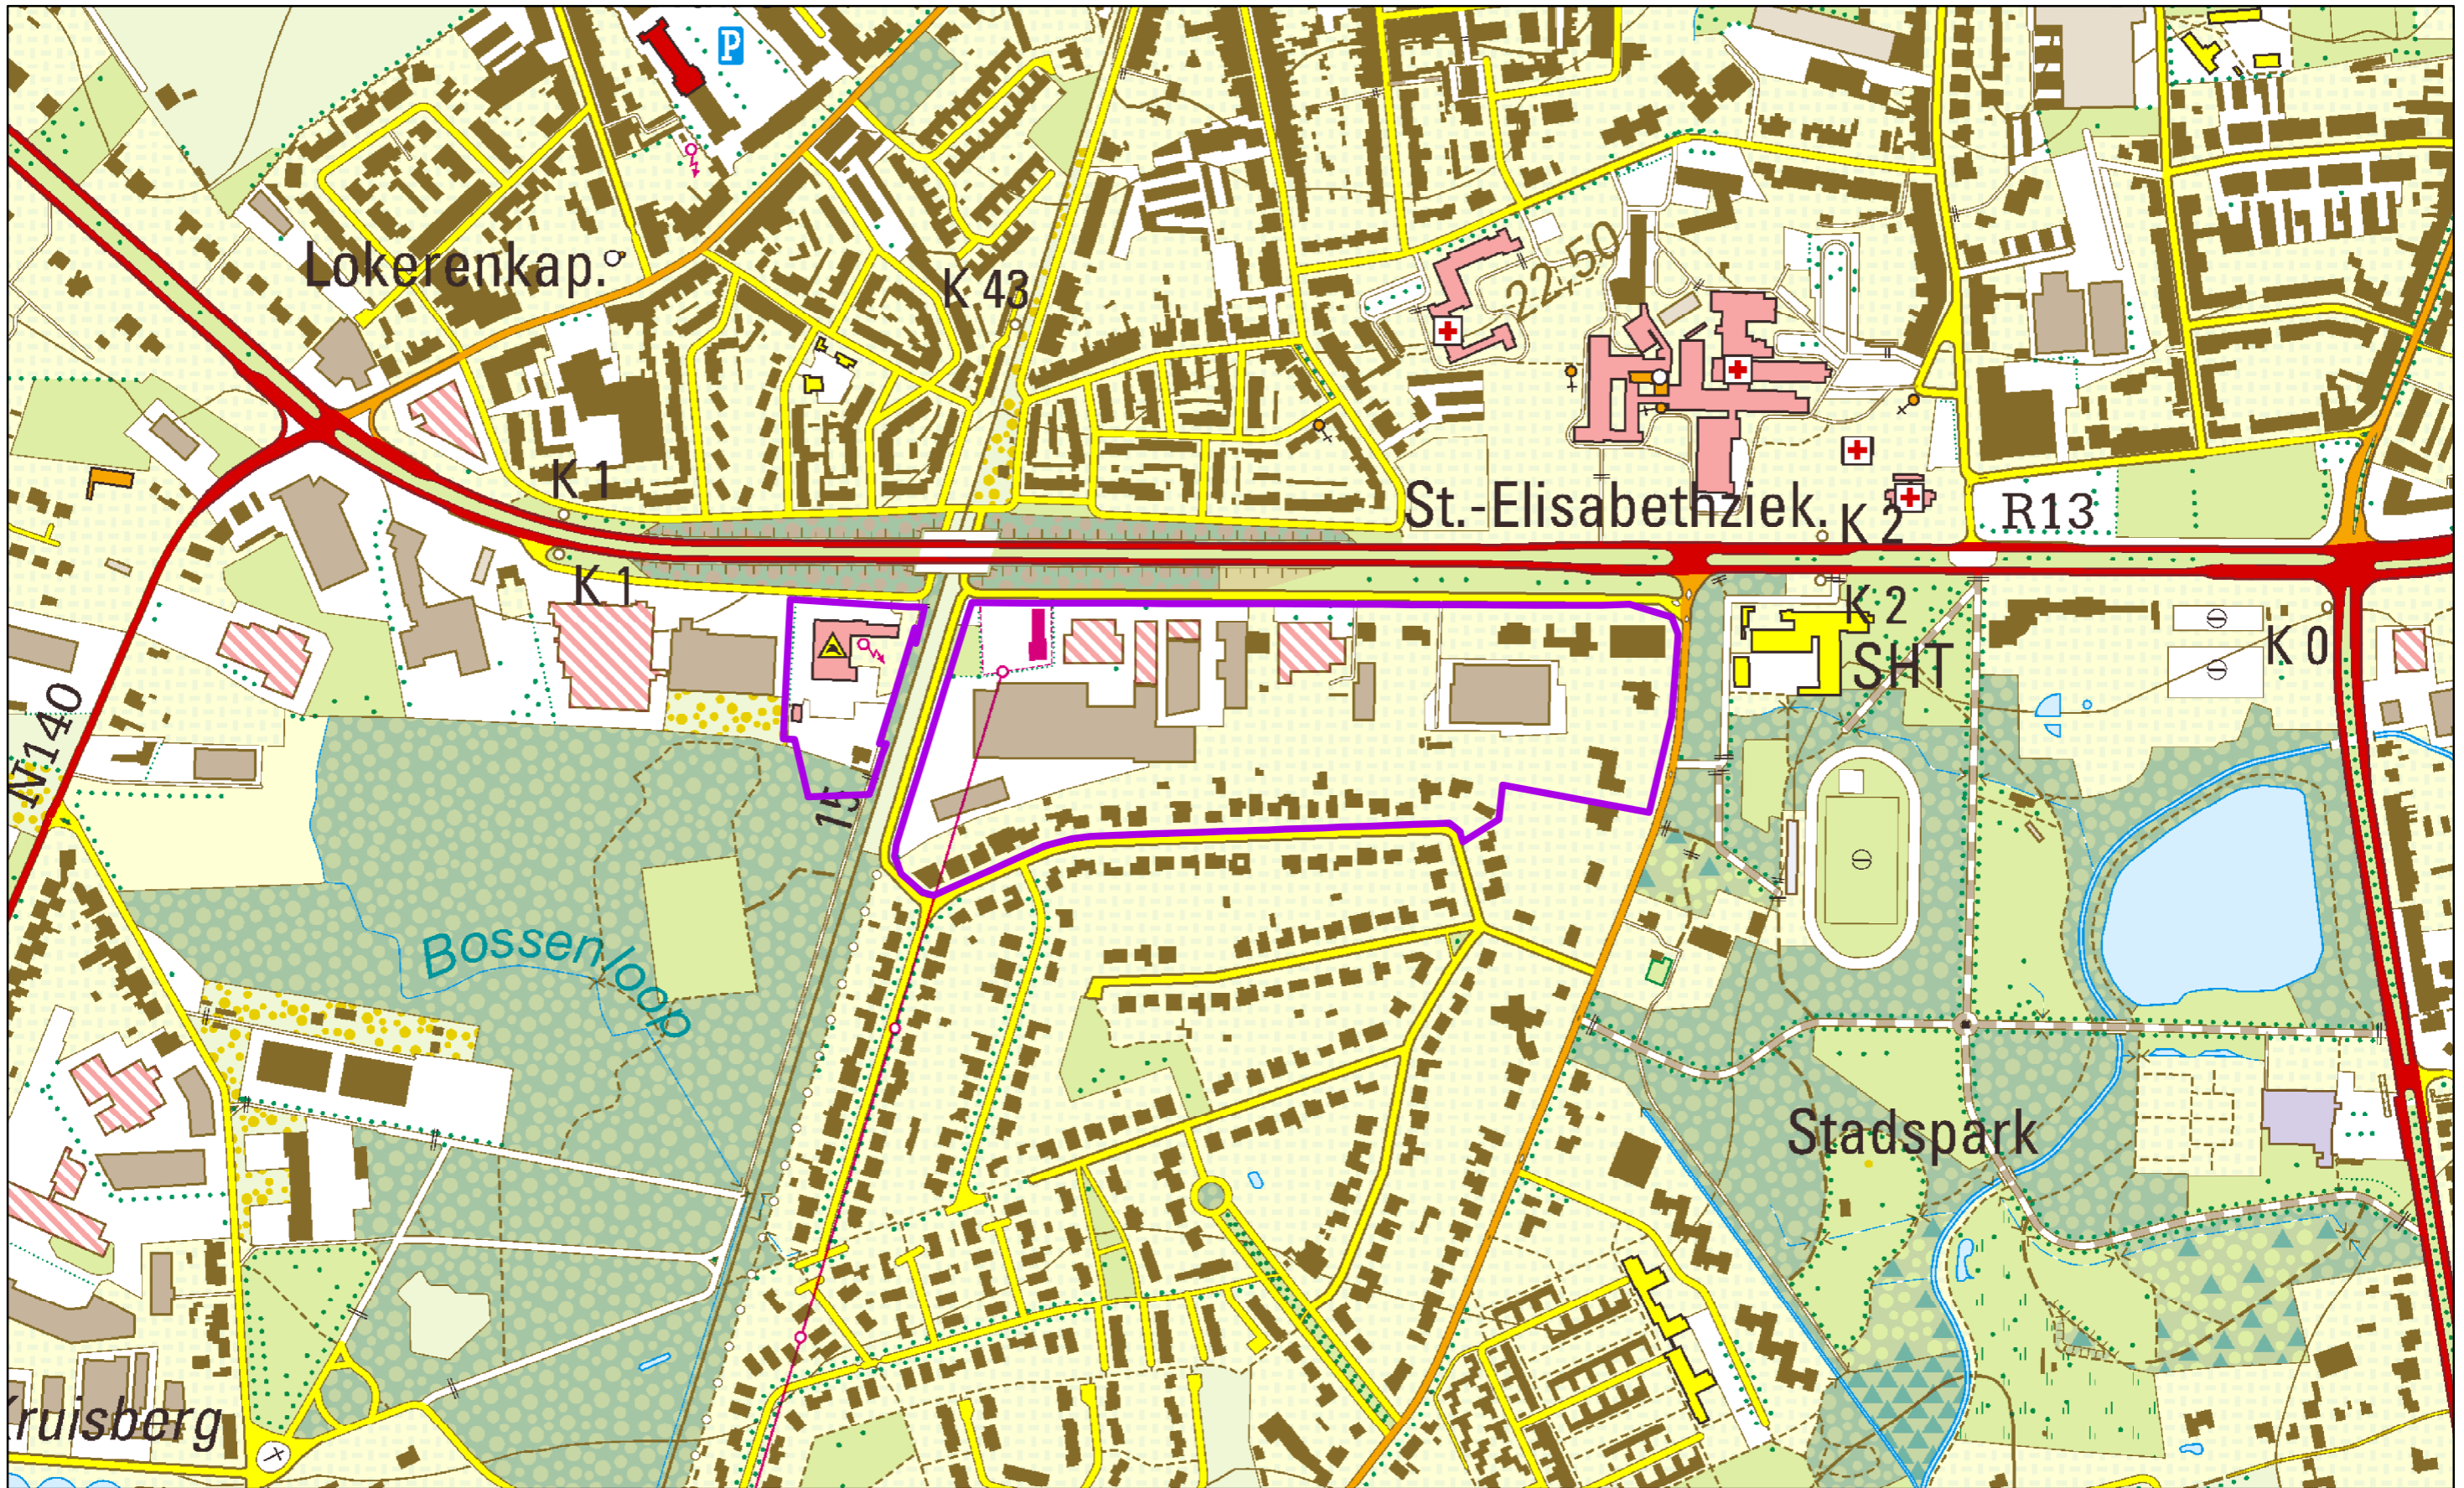 P
Lokerenkap.
K 43
22,50
K 1
St.-Elisabethziek.
K 2
R13
K 1
K 2
SHT
K 0
N140
15
Bossenloop
Stadspark
Kruisberg